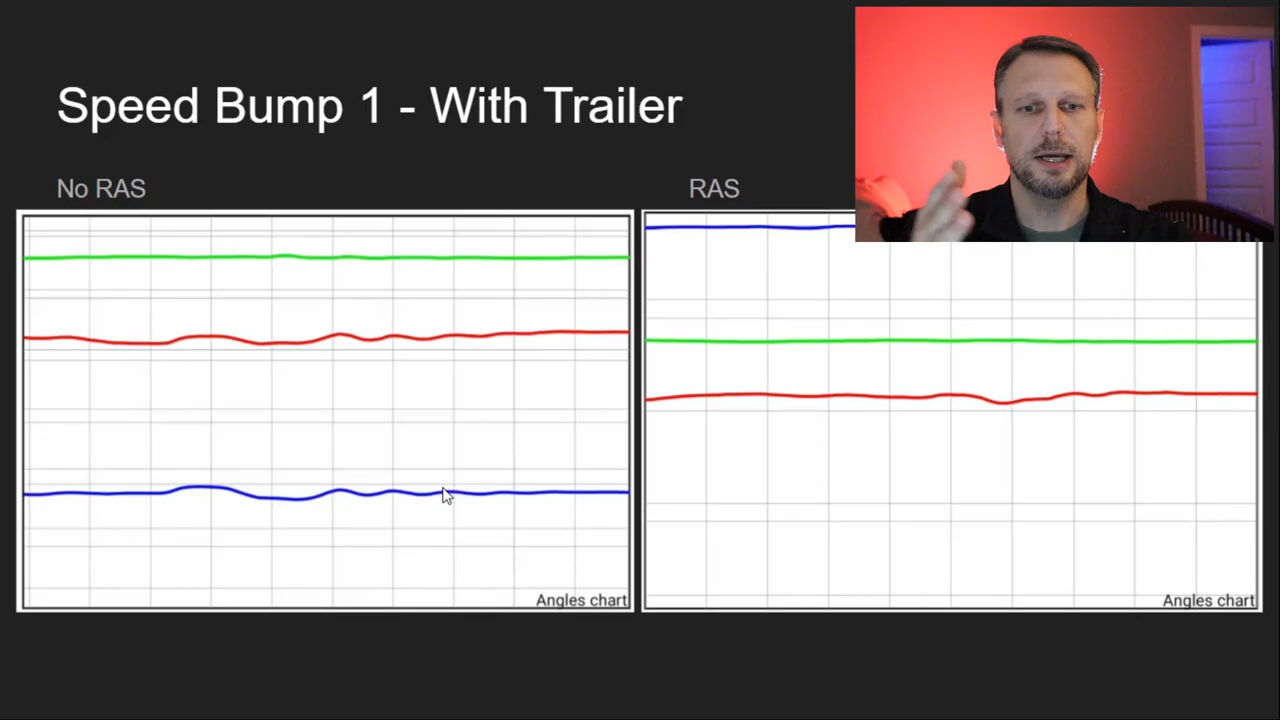 Speed Bump 1 - With Trailer
No RAS
RAS
Angles chart
Angles chart